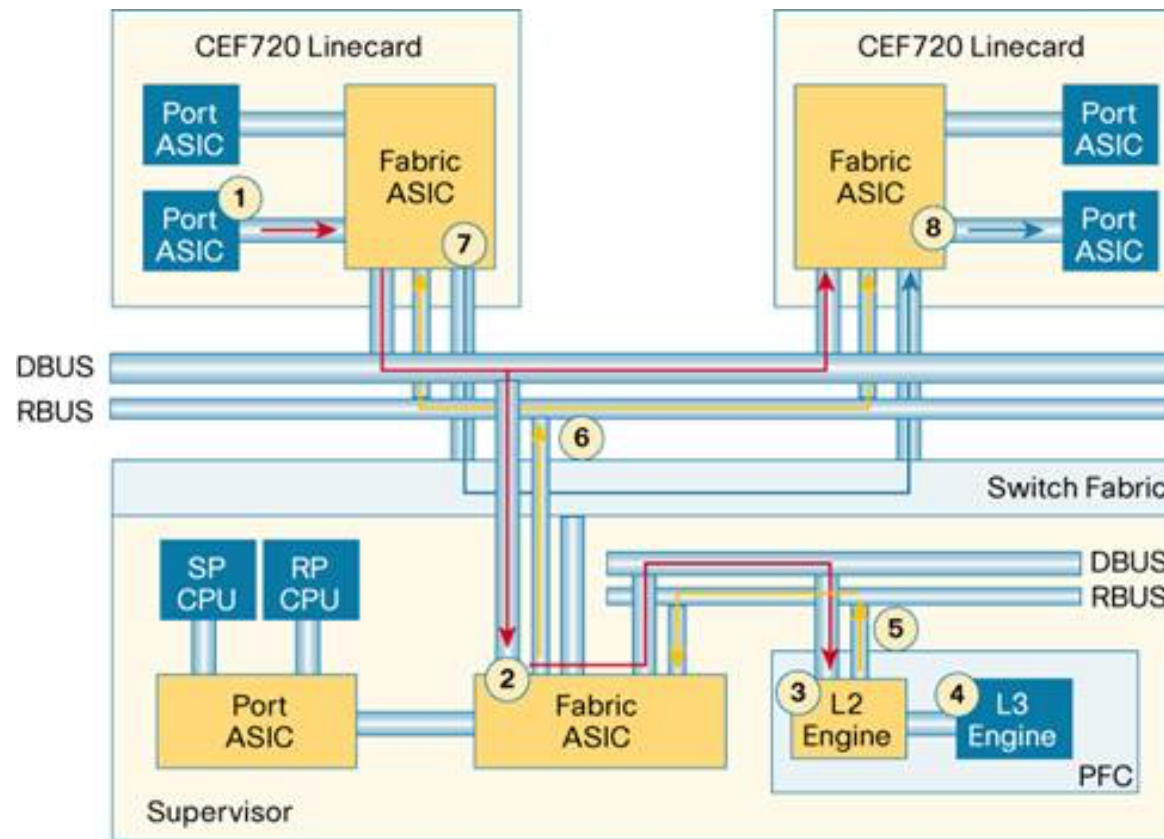 CEF720 Linecard
CEF720 Linecard
Port
ASIC
Fabric
ASIC
Port
ASIC
1
7
Fabric
ASIC
Port
ASIC
8
Port
ASIC
DBUS
RBUS
6
Switch Fabric
SP
CPU
RP
CPU
DBUS
RBUS
5
2
3
4
Port
ASIC
Fabric
ASIC
L2
Engine
L3
Engine
PFC
Supervisor